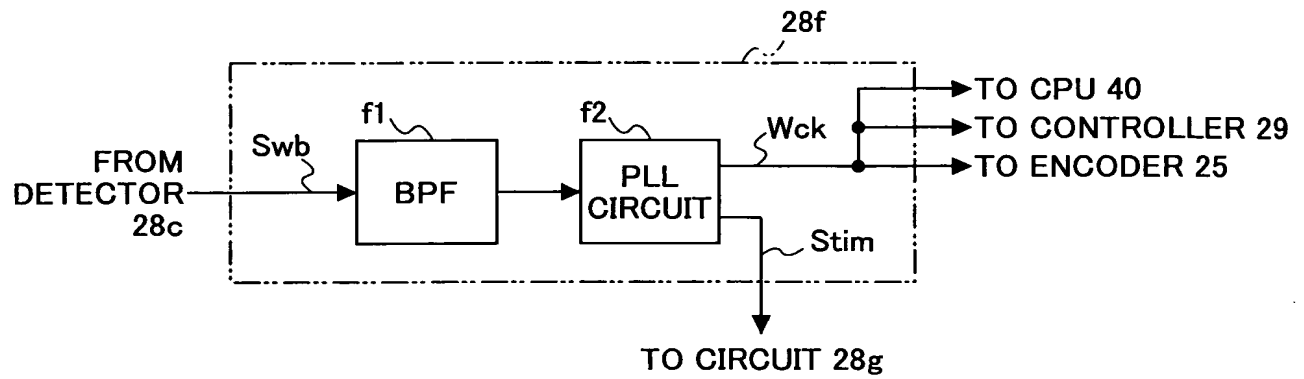 28f
f1
f2
Swb
Wck
TO CPU 40
TO CONTROLLER 29
TO ENCODER 25
FROM
DETECTOR
28c
BPF
PLL
CIRCUIT
Stim
TO CIRCUIT 28g